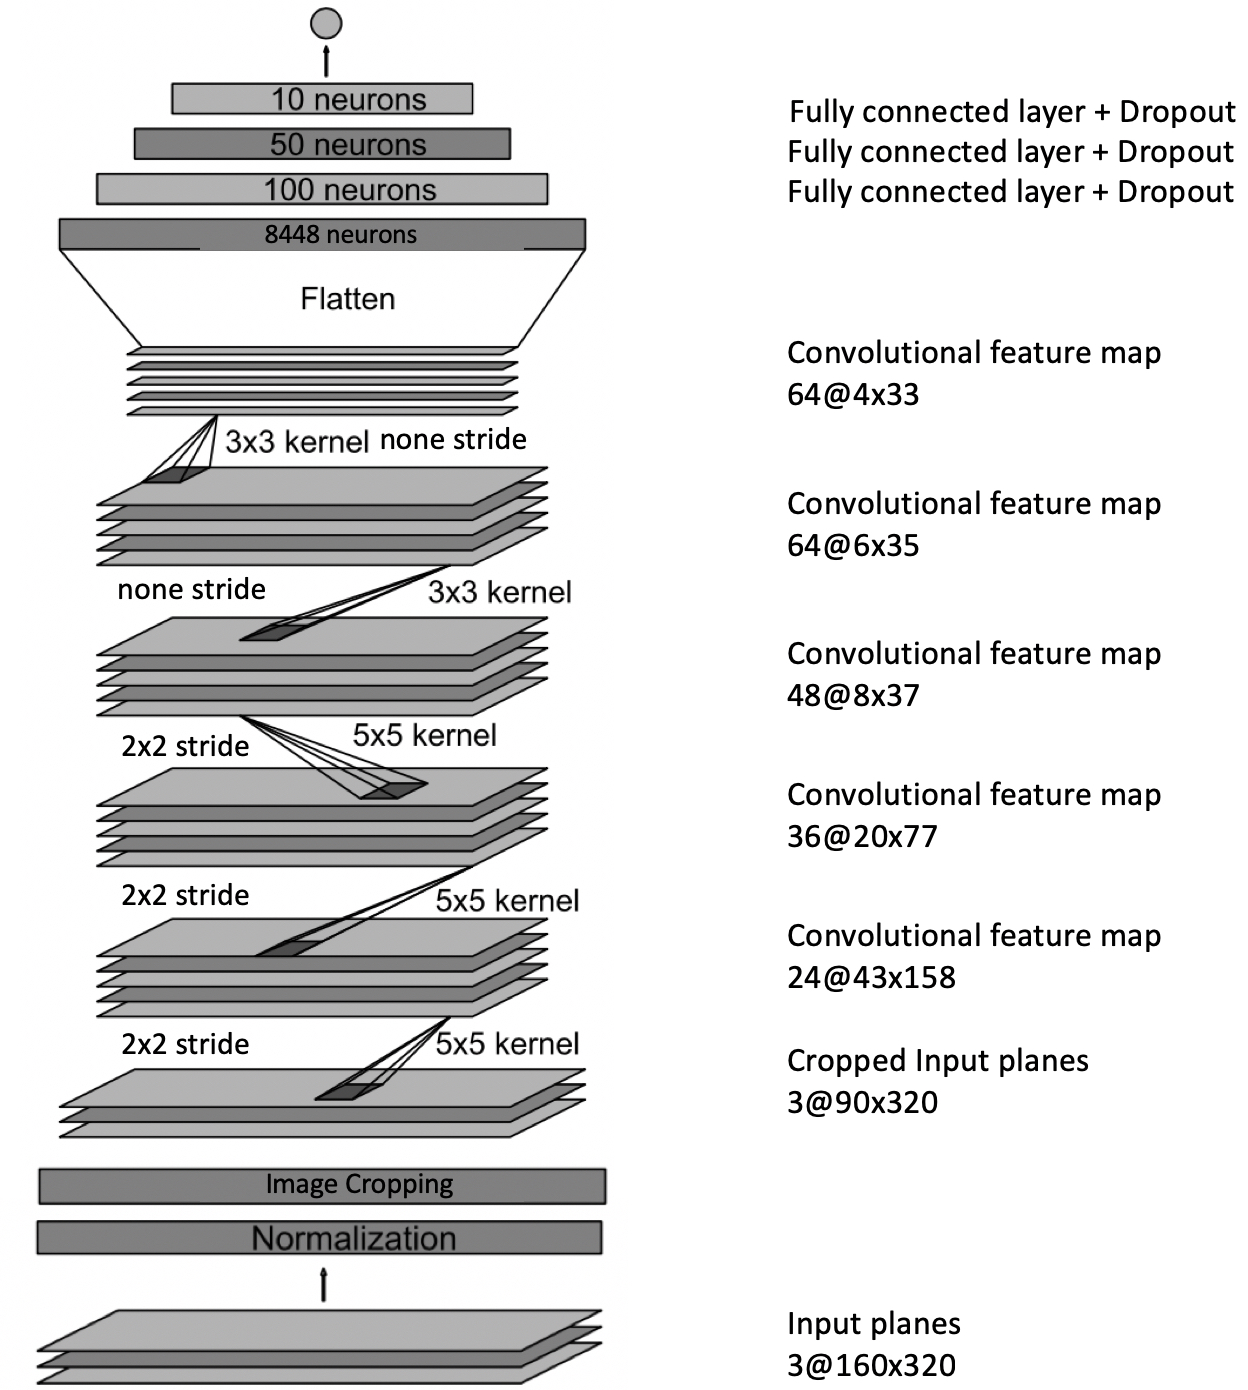 10 neurons
Fully connected layer + Dropout
50 neurons
Fully connected layer + Dropout
100 neurons
Fully connected layer + Dropout
8448 neurons
Flatten
Convolutional feature map
64@4x33
3x3 kernel none stride
Convolutional feature map
64@6x35
none stride 3x3 kernel
Convolutional feature map
48@8x37
2x2 stride 5x5 kernel
Convolutional feature map
36@20x77
2x2 stride 5x5 kernel
Convolutional feature map
24@43x158
2x2 stride 5x5 kernel
Cropped Input planes
3@90x320
Image Cropping
Normalization
Input planes
3@160x320